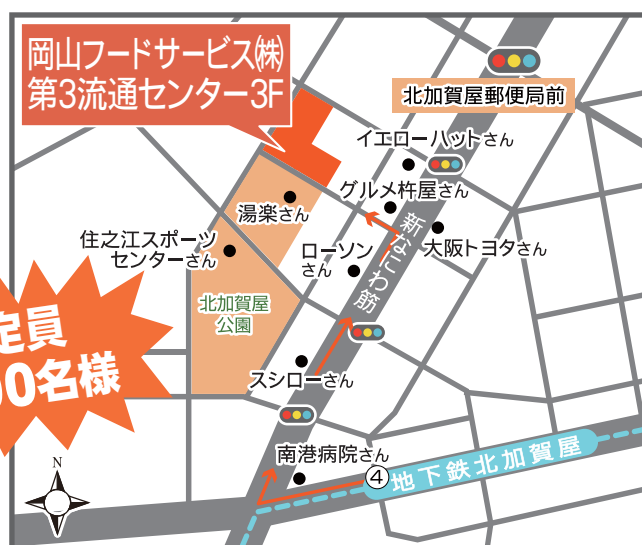 岡山フードサービス㈱
第3流通センター3F
北加賀屋郵便局前
イエローハットさん
グルメ杵屋さん
湯楽さん
大阪トヨタさん
住之江スポーツ
センターさん
ローソン
さん
新なにわ筋
北加賀屋
公園
定員
00名様
スシローさん
南港病院さん
④
地下鉄北加賀屋
N